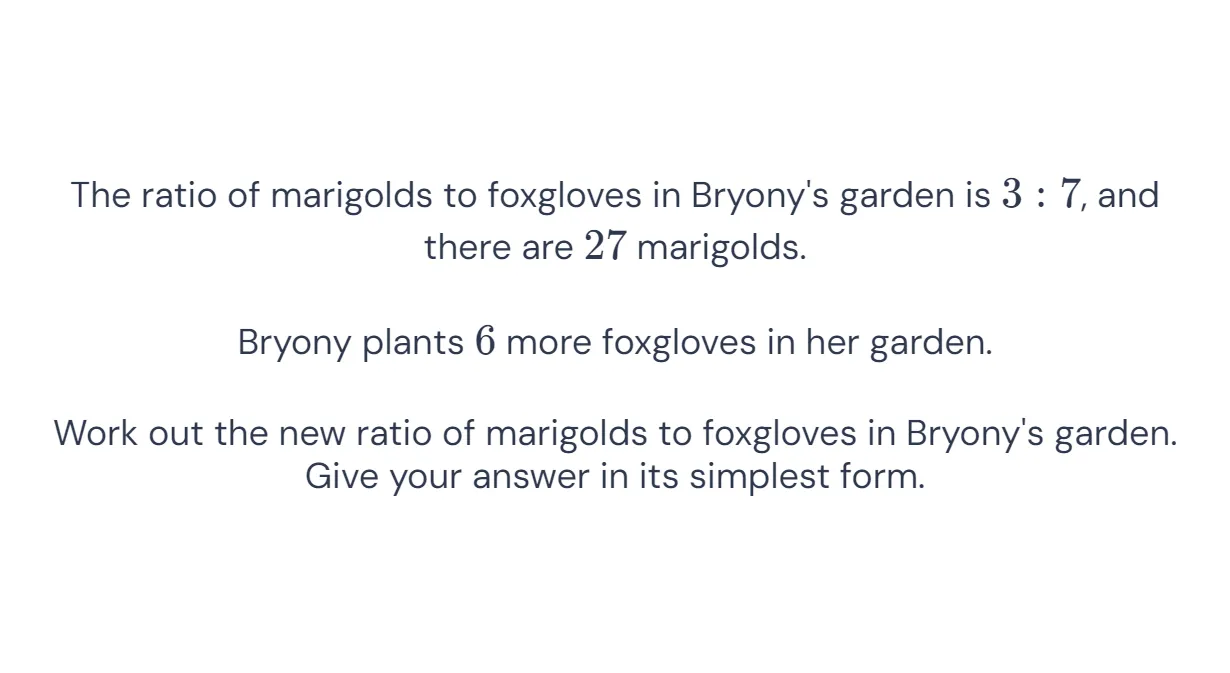 The ratio of marigolds to foxgloves in Bryony's garden is 3 : 7, and
there are 27 marigolds.
Bryony plants 6 more foxgloves in her garden.
Work out the new ratio of marigolds to foxgloves in Bryony's garden.
Give your answer in its simplest form.